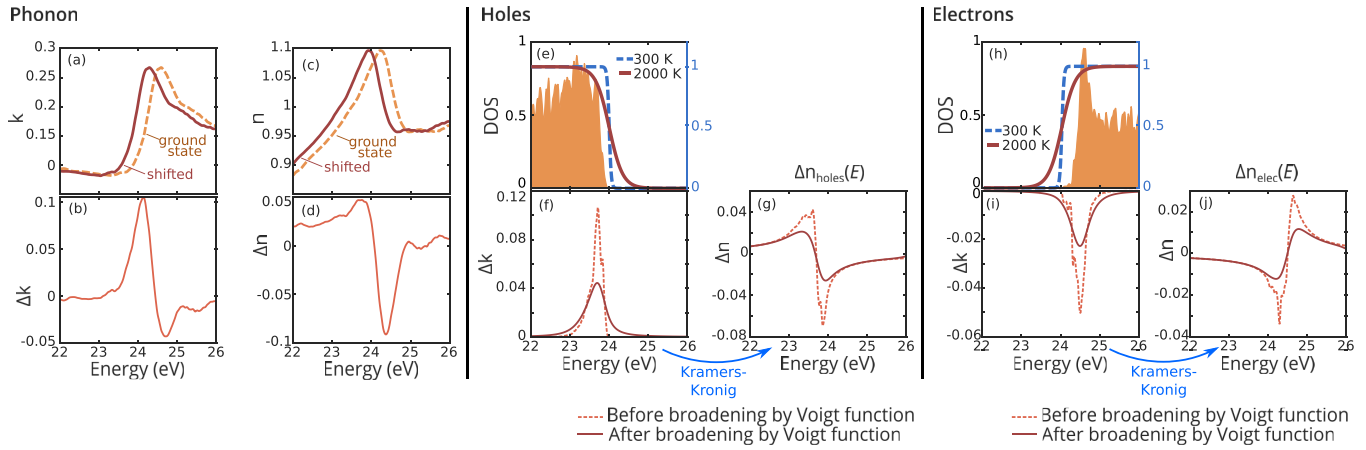 Phonon
(a)
0.3
0.25
0.2
0.15
0.1
0
k
ground
state
shifted
(b)
0.1
0.05
0
-0.05
Δk
22 23 24 25 26
Energy (eV)
(c)
1.1
1.05
1
0.95
0.9
n
ground
state
shifted
(d)
0.05
0
-0.05
-0.1
Δn
22 23 24 25 26
Energy (eV)
Holes
(e)
1
0.5
0
DOS
300 K
2000 K
1
0.5
0
(f)
0.12
0.08
0.04
0
Δk
22 23 24 25 26
Energy (eV)
Δn holes(E)
(g)
0.04
0
-0.04
-0.08
Δn
22 23 24 25 26
Energy (eV)
Kramers-
Kronig
Before broadening by Voigt function
After broadening by Voigt function
Electrons
(h)
1
0.5
0
DOS
300 K
2000 K
1
0.5
0
(i)
-0.02
-0.04
-0.06
Δk
22 23 24 25 26
Energy (eV)
Δn elec(E)
(j)
0.04
0.02
0
-0.02
0.04
Δn
22 23 24 25 26
Energy (eV)
Kramers-
Kronig
Before broadening by Voigt function
After broadening by Voigt function